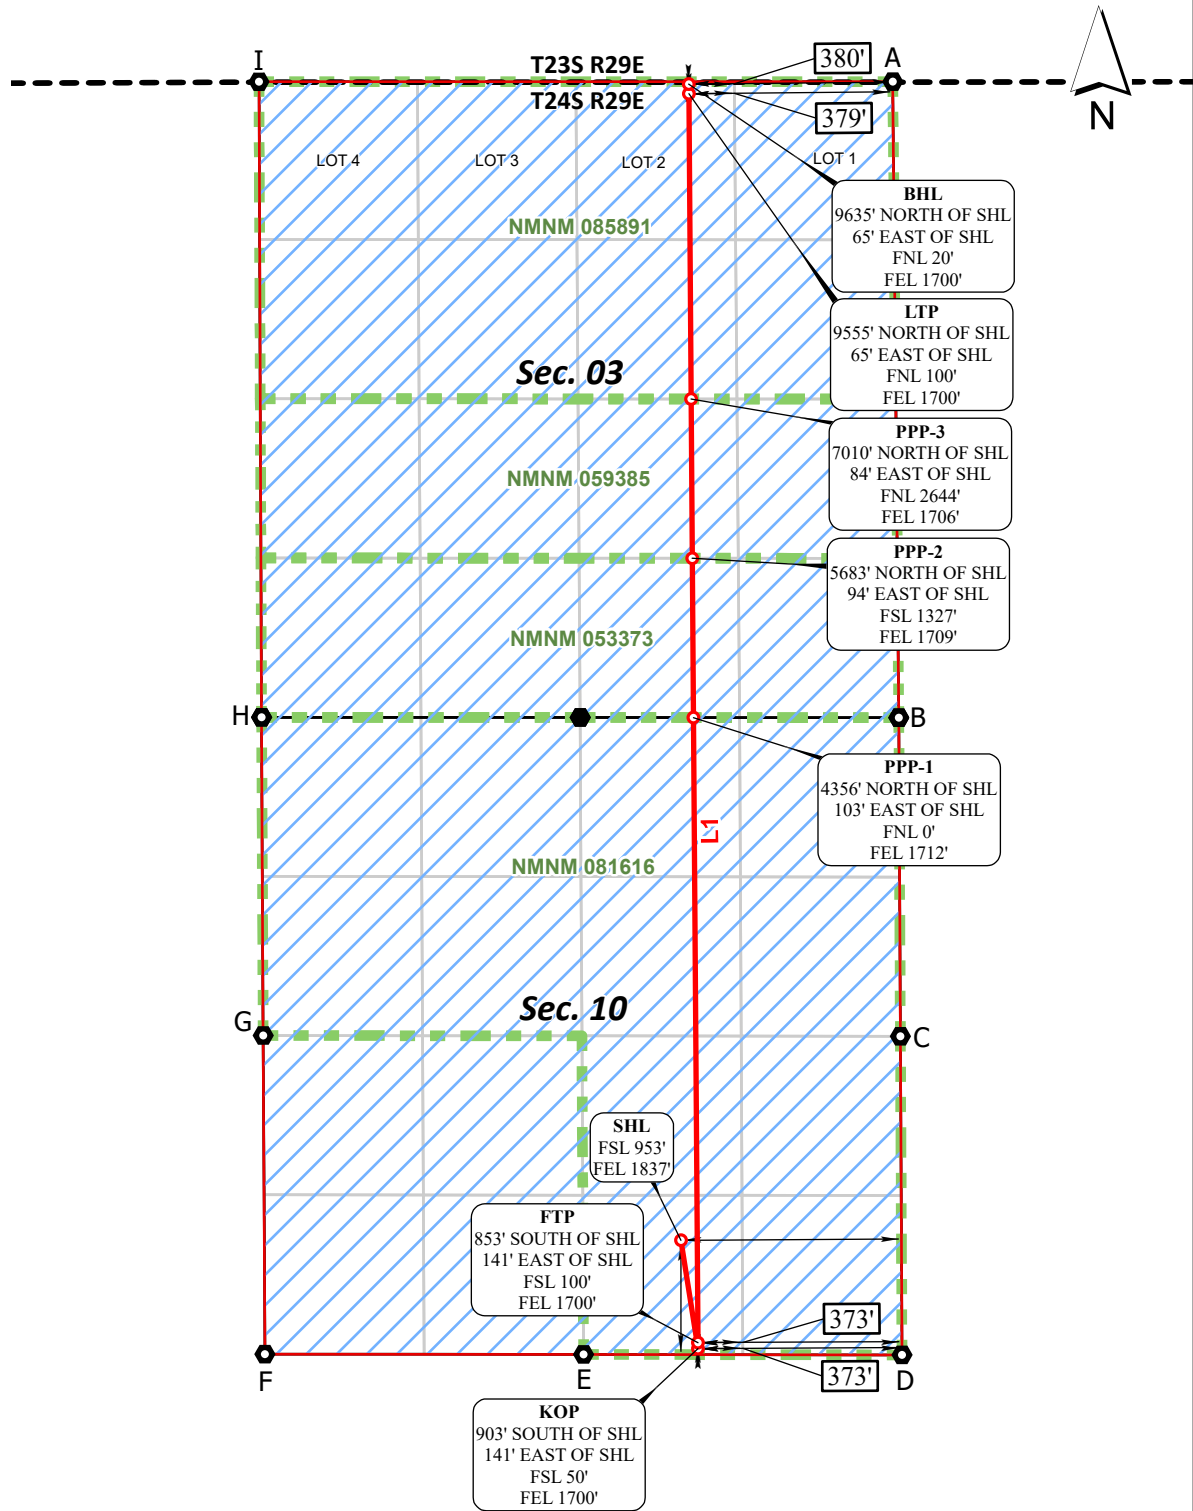 I
T23S R29E
380'
A
T24S R29E
379'
N
LOT 4
LOT 3
LOT 2
LOT 1
BHL
9635' NORTH OF SHL
65' EAST OF SHL
FNL 20'
FEL 1700'
NMNM 085891
LTP
9555' NORTH OF SHL
65' EAST OF SHL
FNL 100'
FEL 1700'
Sec. 03
PPP-3
7010' NORTH OF SHL
84' EAST OF SHL
FNL 2644'
FEL 1706'
NMNM 059385
PPP-2
5683' NORTH OF SHL
94' EAST OF SHL
FSL 1327'
FEL 1709'
NMNM 053373
H
B
PPP-1
4356' NORTH OF SHL
103' EAST OF SHL
FNL 0'
FEL 1712'
L1
NMNM 081616
Sec. 10
G
C
SHL
FSL 953'
FEL 1837'
FTP
853' SOUTH OF SHL
141' EAST OF SHL
FSL 100'
FEL 1700'
373'
373'
F
E
D
KOP
903' SOUTH OF SHL
141' EAST OF SHL
FSL 50'
FEL 1700'